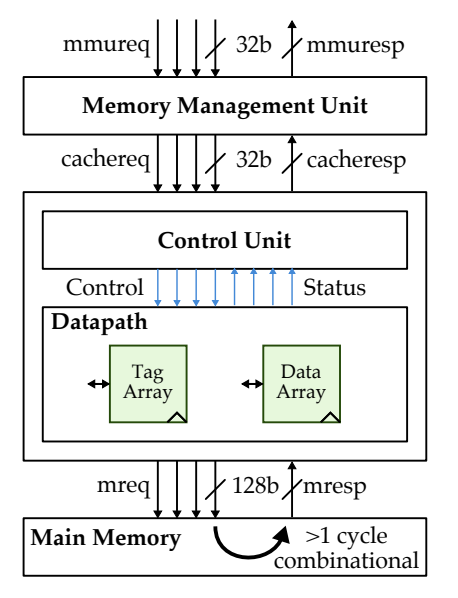 mmureq 32b mmuresp
Memory Management Unit
cachereq 32b cacheresp
Control Unit
Control Status
Datapath
Tag
Array
Data
Array
mreq 128b mresp
Main Memory >1 cycle
combinational